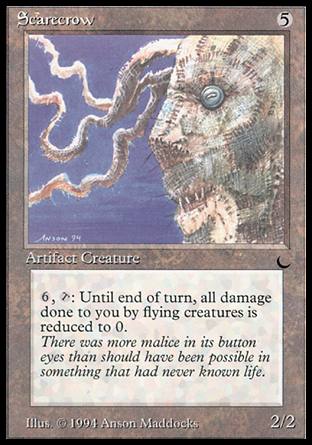 Scarecrow 5
ANSON 94
Artifact Creature
6, : Until end of turn, all damage
done to you by flying creatures is
reduced to 0.
There was more malice in its button
eyes than should have been possible in
something that had never known life.
Illus. © 1994 Anson Maddocks 2/2